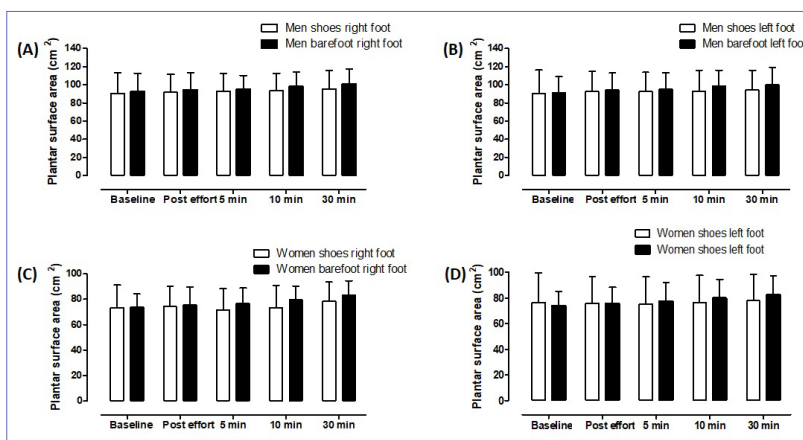 (A)
Men shoes right foot
Men barefoot right foot
Plantar surface area (cm²)
140
120
100
80
60
40
20
0
Baseline Post effort 5 min 10 min 30 min
(B)
Men shoes left foot
Men barefoot left foot
Plantar surface area (cm²)
140
120
100
80
60
40
20
0
Baseline Post effort 5 min 10 min 30 min
(C)
Women shoes right foot
Women barefoot right foot
Plantar surface area (cm²)
100
80
60
40
20
0
Baseline Post effort 5 min 10 min 30 min
(D)
Women shoes left foot
Women shoes left foot
Plantar surface area (cm²)
100
80
60
40
20
0
Baseline Post effort 5 min 10 min 30 min